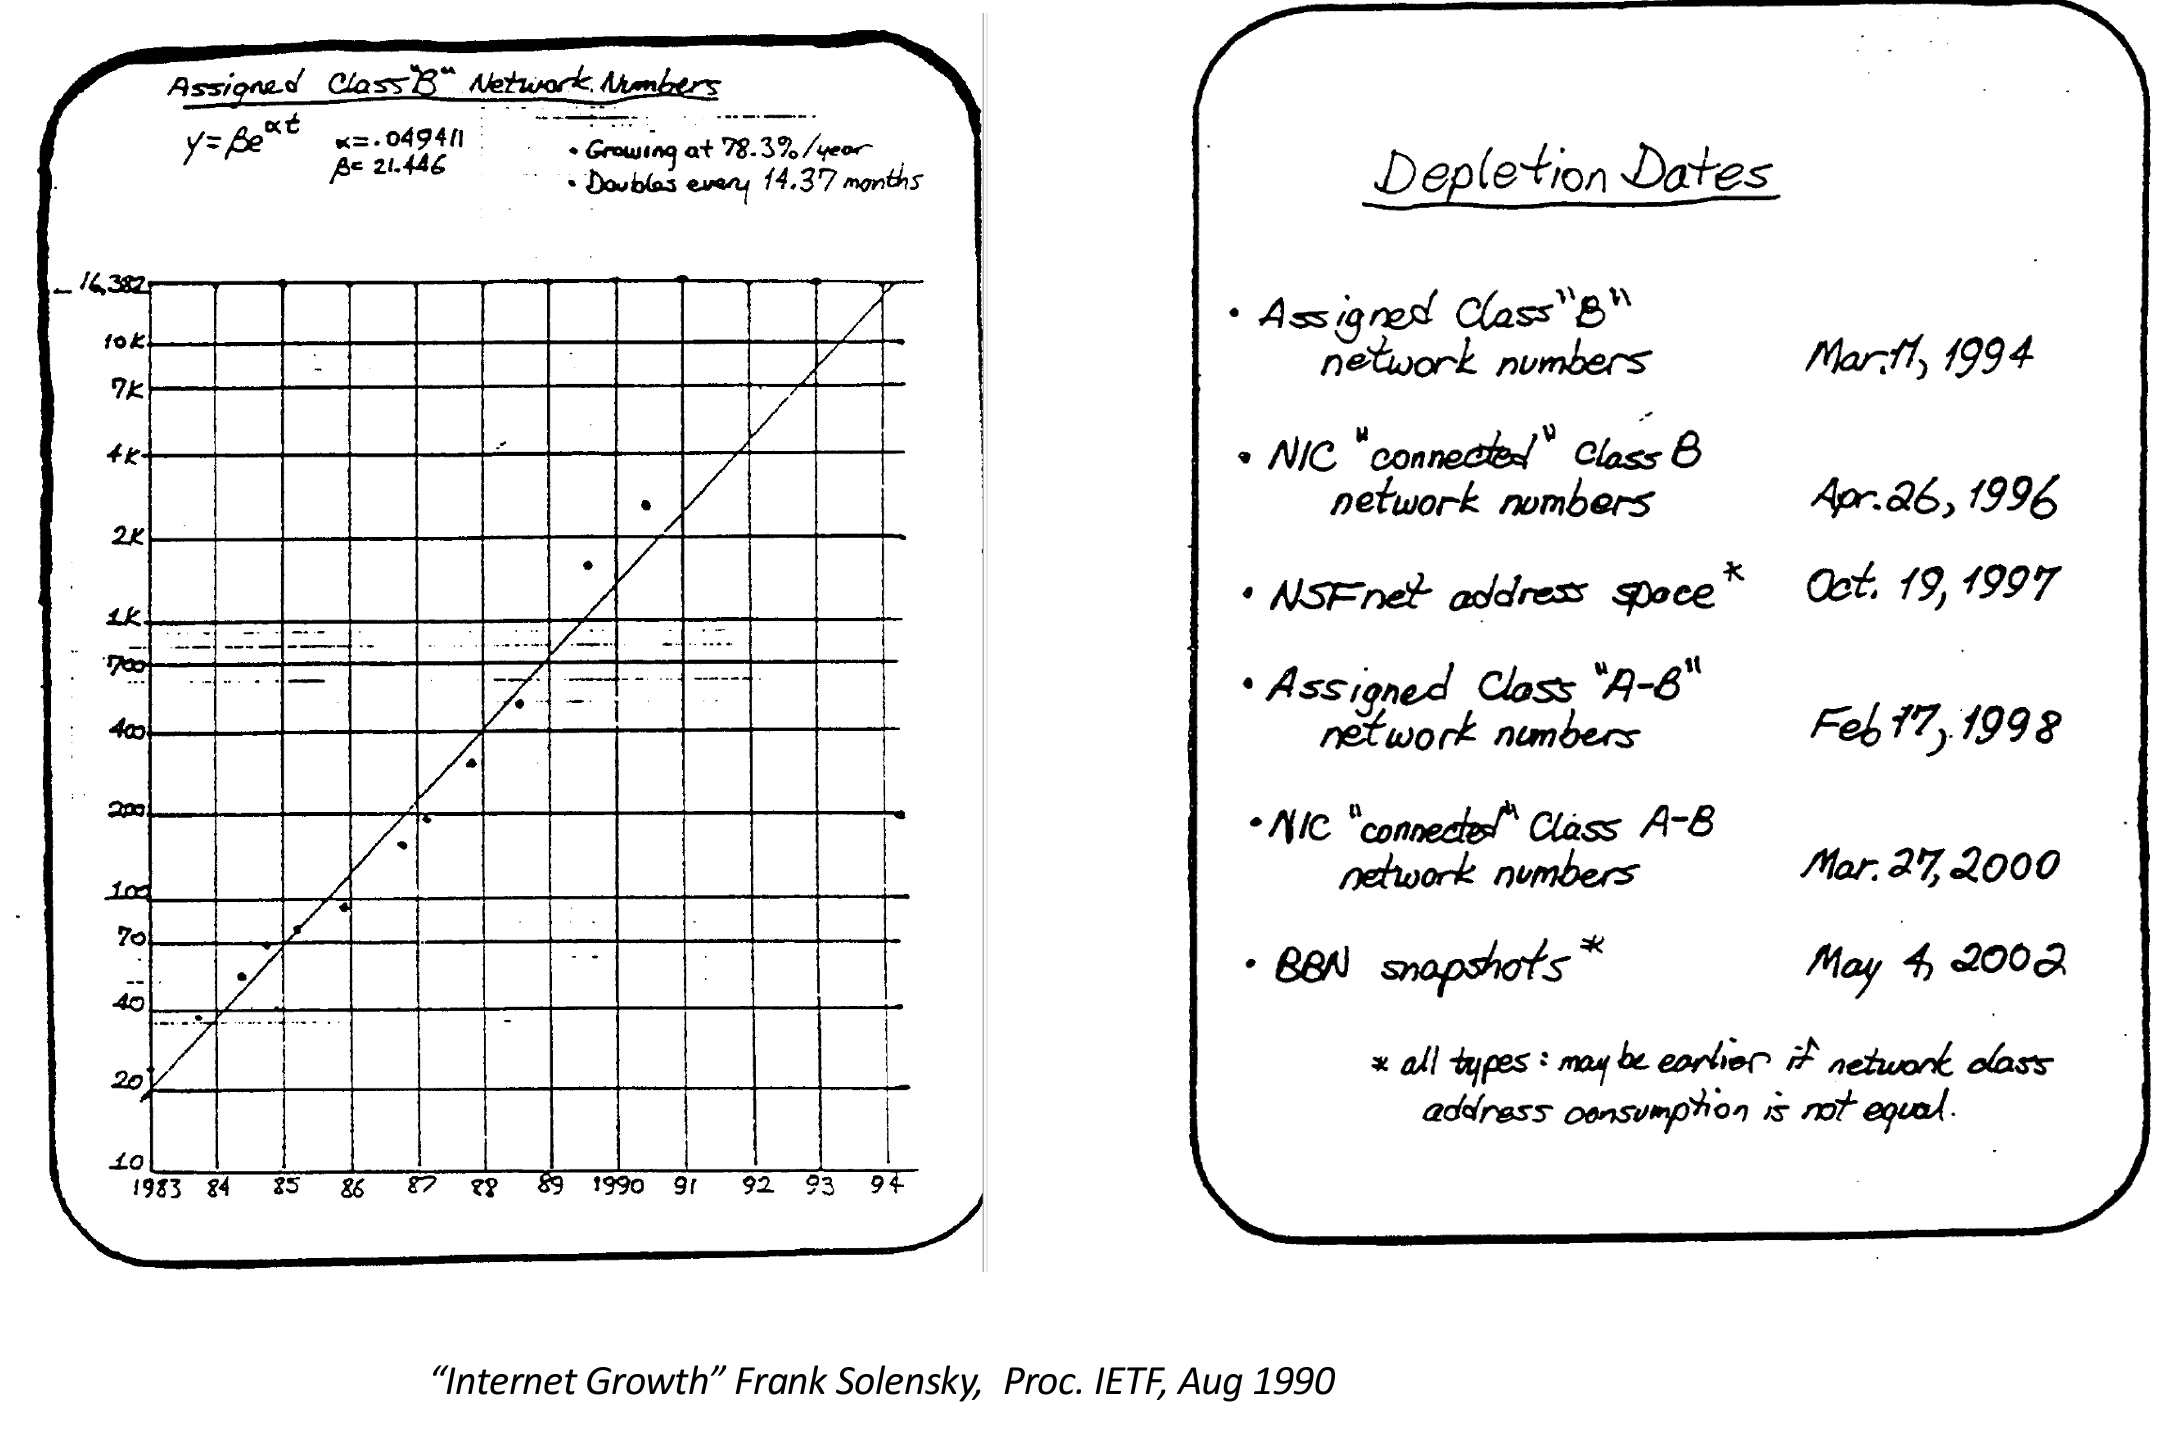 Assigned Class "B" Network Numbers
y = βe^αt
α = .049411
β = 21.446
• Growing at 78.3%/year
• Doubles every 14.37 months
16,382
10K
7K
4K
2K
1K
700
400
200
100
70
40
20
10
1983 84 85 86 87 88 89 1990 91 92 93 94
Depletion Dates
• Assigned Class "B"
network numbers Mar. 11, 1994
• NIC "connected" Class B
network numbers Apr. 26, 1996
• NSFnet address space* Oct. 19, 1997
• Assigned Class "A-B"
network numbers Feb 17, 1998
• NIC "connected" Class A-B
network numbers Mar. 27, 2000
• BBN snapshots* May 4, 2002
* all types: may be earlier if network class
address consumption is not equal.
“Internet Growth” Frank Solensky, Proc. IETF, Aug 1990